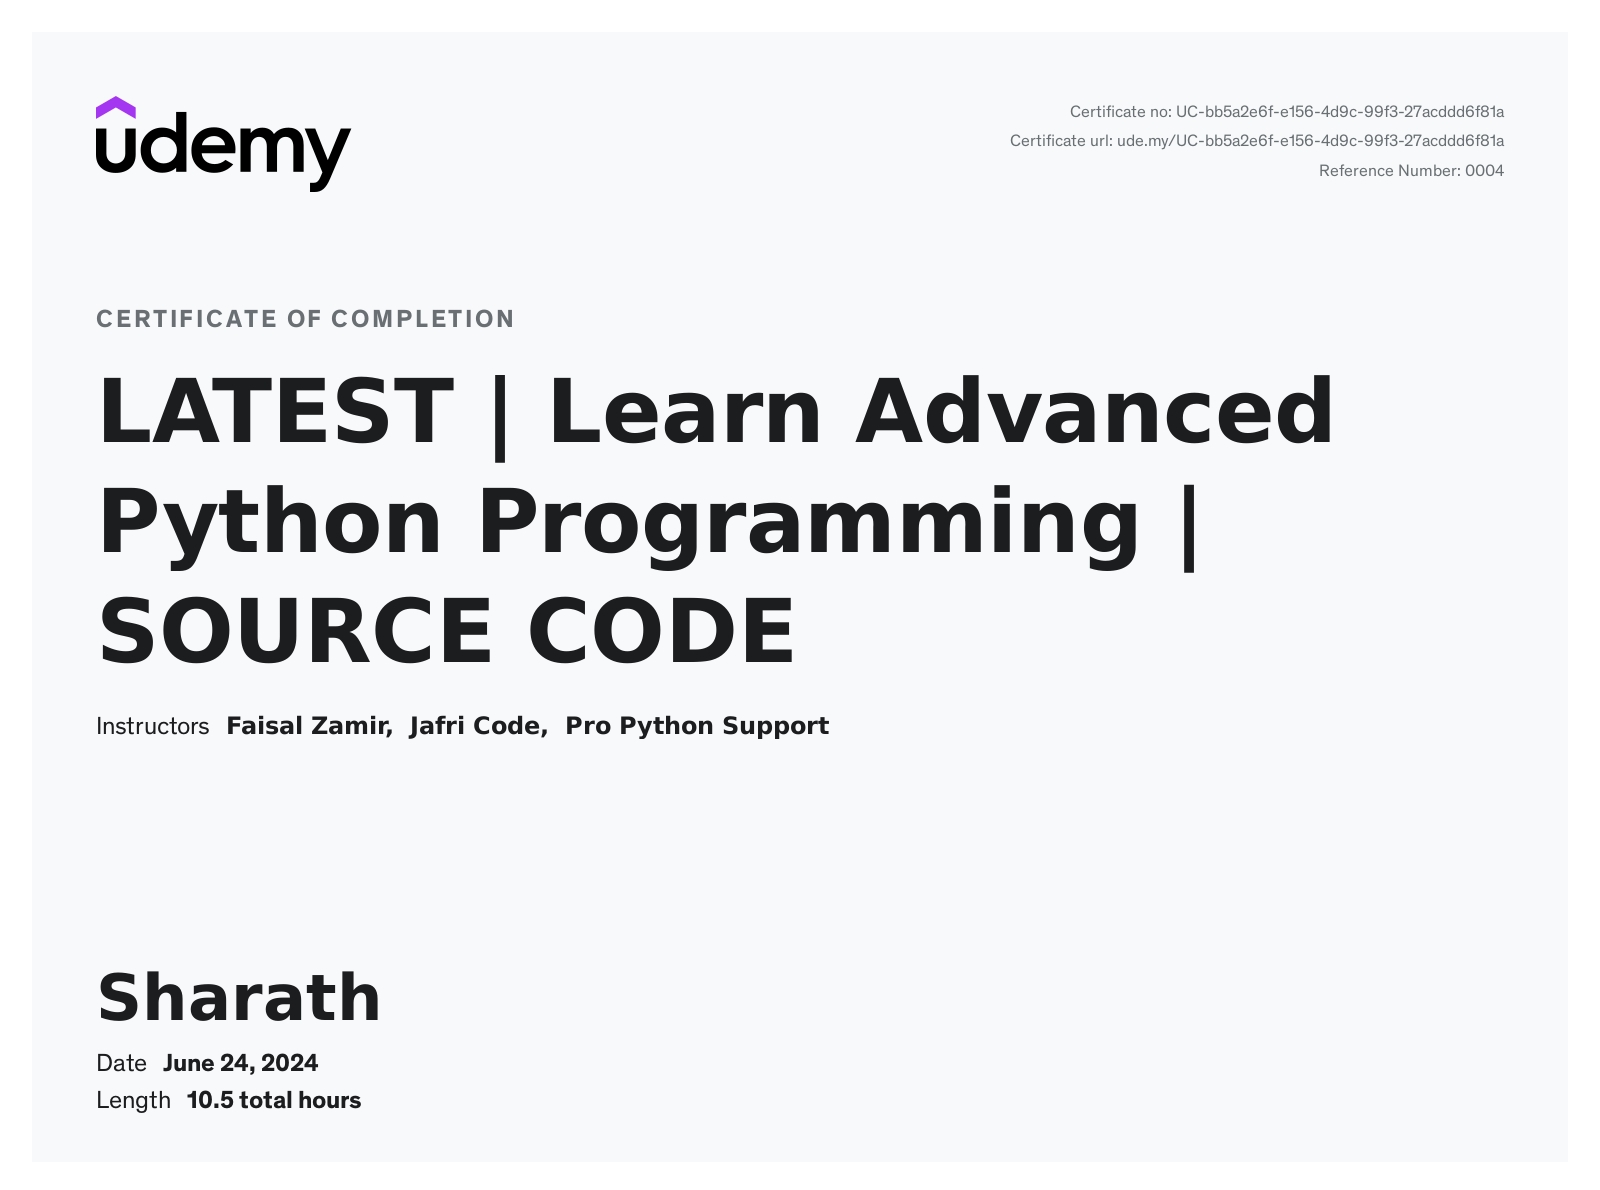 udemy
Certificate no: UC-bb5a2e6f-e156-4d9c-99f3-27acddd6f81a
Certificate url: ude.my/UC-bb5a2e6f-e156-4d9c-99f3-27acddd6f81a
Reference Number: 0004
CERTIFICATE OF COMPLETION
LATEST | Learn Advanced
Python Programming |
SOURCE CODE
Instructors Faisal Zamir, Jafri Code, Pro Python Support
Sharath
Date June 24, 2024
Length 10.5 total hours